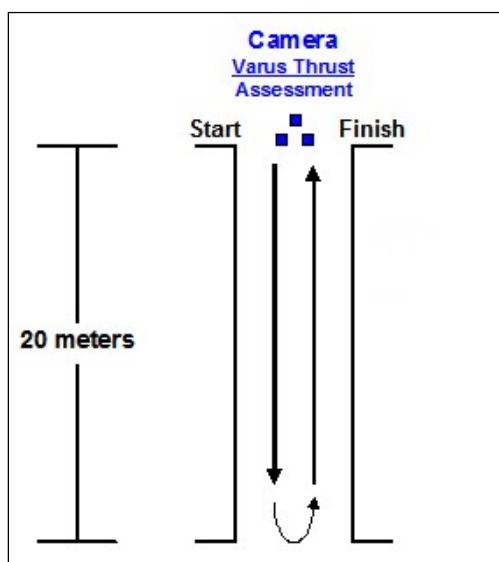 Camera
Varus Thrust
Assessment
Start
Finish
20 meters